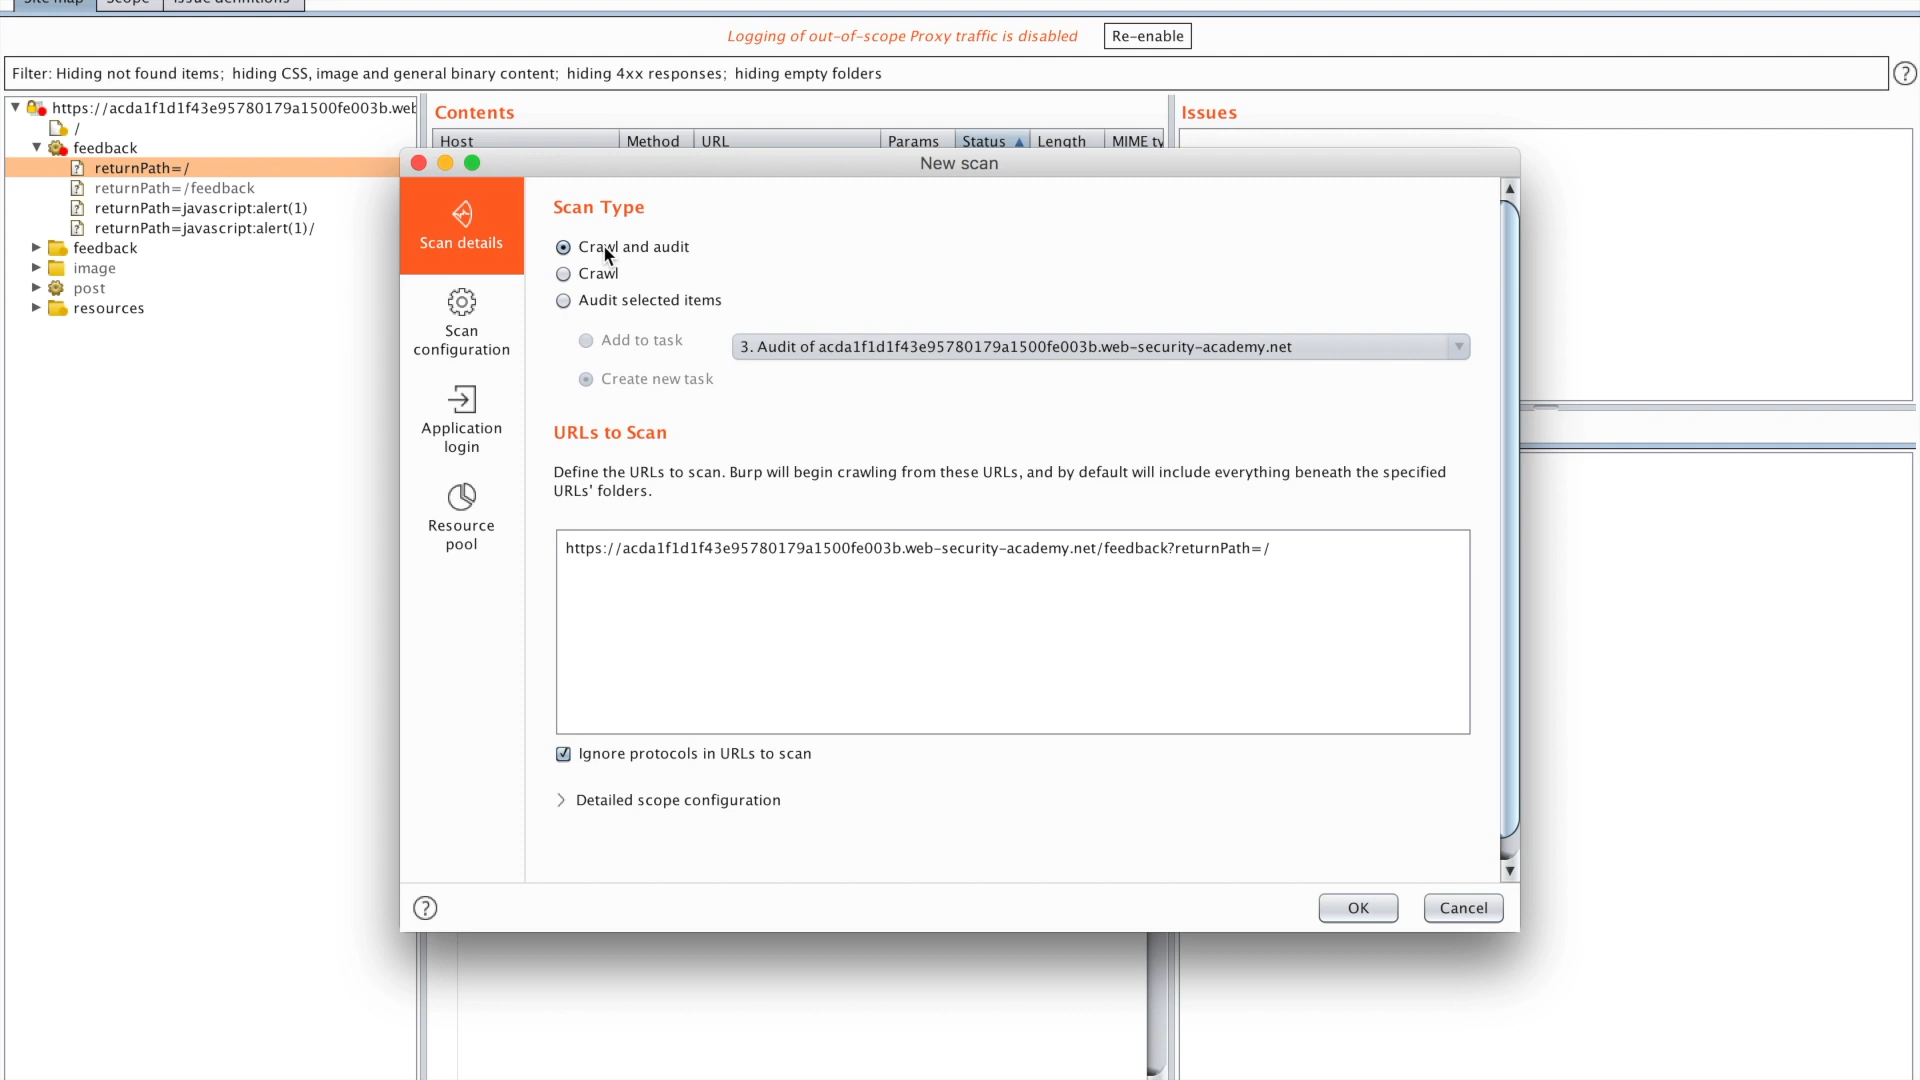 Site map Scope Issue definitions
Logging of out-of-scope Proxy traffic is disabled Re-enable
Filter: Hiding not found items; hiding CSS, image and general binary content; hiding 4xx responses; hiding empty folders ?
https://acda1f1d1f43e95780179a1500fe003b.web
/
feedback
returnPath=/
returnPath=/feedback
returnPath=javascript:alert(1)
returnPath=javascript:alert(1)/
feedback
image
post
resources
Contents
Host Method URL Params Status Length MIME ty
Issues
New scan
Scan details
Scan
configuration
Application
login
Resource
pool
Scan Type
Crawl and audit
Crawl
Audit selected items
Add to task 3. Audit of acda1f1d1f43e95780179a1500fe003b.web-security-academy.net
Create new task
URLs to Scan
Define the URLs to scan. Burp will begin crawling from these URLs, and by default will include everything beneath the specified
URLs' folders.
https://acda1f1d1f43e95780179a1500fe003b.web-security-academy.net/feedback?returnPath=/
Ignore protocols in URLs to scan
Detailed scope configuration
? OK Cancel